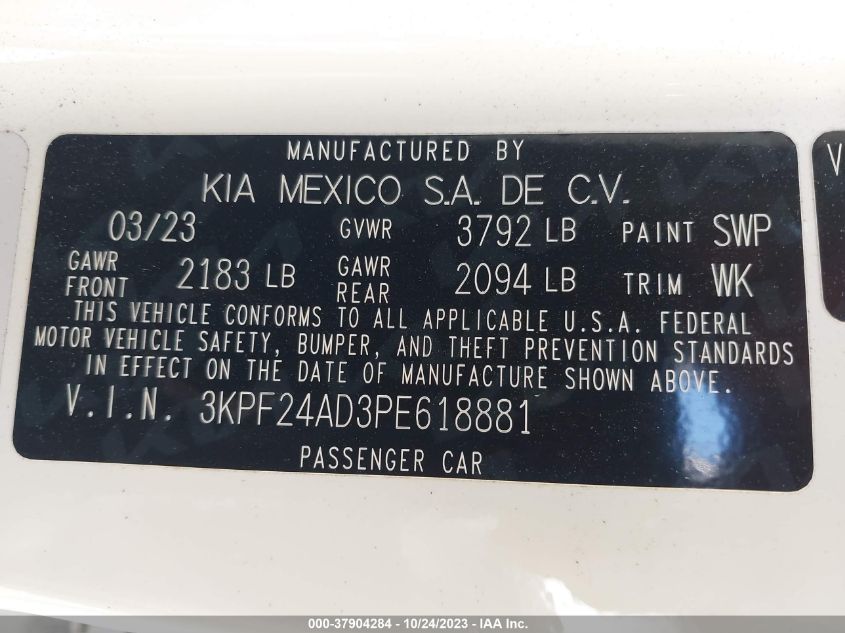 MANUFACTURED BY
KIA MEXICO S.A. DE C.V.
03/23 GVWR 3792 LB PAINT SWP
GAWR FRONT 2183 LB GAWR REAR 2094 LB TRIM WK
THIS VEHICLE CONFORMS TO ALL APPLICABLE U.S.A. FEDERAL
MOTOR VEHICLE SAFETY, BUMPER, AND THEFT PREVENTION STANDARDS
IN EFFECT ON THE DATE OF MANUFACTURE SHOWN ABOVE.
V.I.N. 3KPF24AD3PE618881
PASSENGER CAR
V
000-37904284 - 10/24/2023 - IAA Inc.